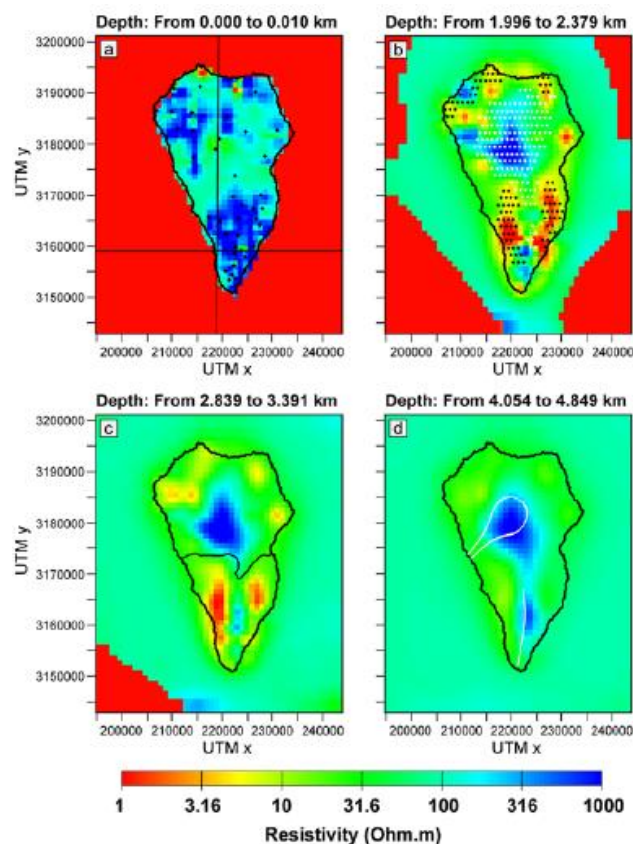 Depth: From 0.000 to 0.010 km
Depth: From 1.996 to 2.379 km
a
b
3200000
3190000
3180000
3170000
3160000
3150000
UTM y
200000 210000 220000 230000 240000
UTM x
200000 210000 220000 230000 240000
UTM x
Depth: From 2.839 to 3.391 km
Depth: From 4.054 to 4.849 km
c
d
3200000
3190000
3180000
3170000
3160000
3150000
UTM y
200000 210000 220000 230000 240000
UTM x
200000 210000 220000 230000 240000
UTM x
1 3.16 10 31.6 100 316 1000
Resistivity (Ohm.m)